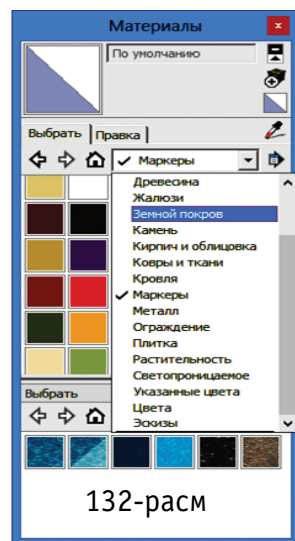 Материалы
По умолчанию
Выбрать Правка
Маркеры
Древесина
Жалюзи
Земной покров
Камень
Кирпич и облицовка
Ковры и ткани
Кровля
Маркеры
Металл
Ограждение
Плитка
Растительность
Светопроницаемое
Указанные цвета
Цвета
Эскизы
Выбрать
132-расм